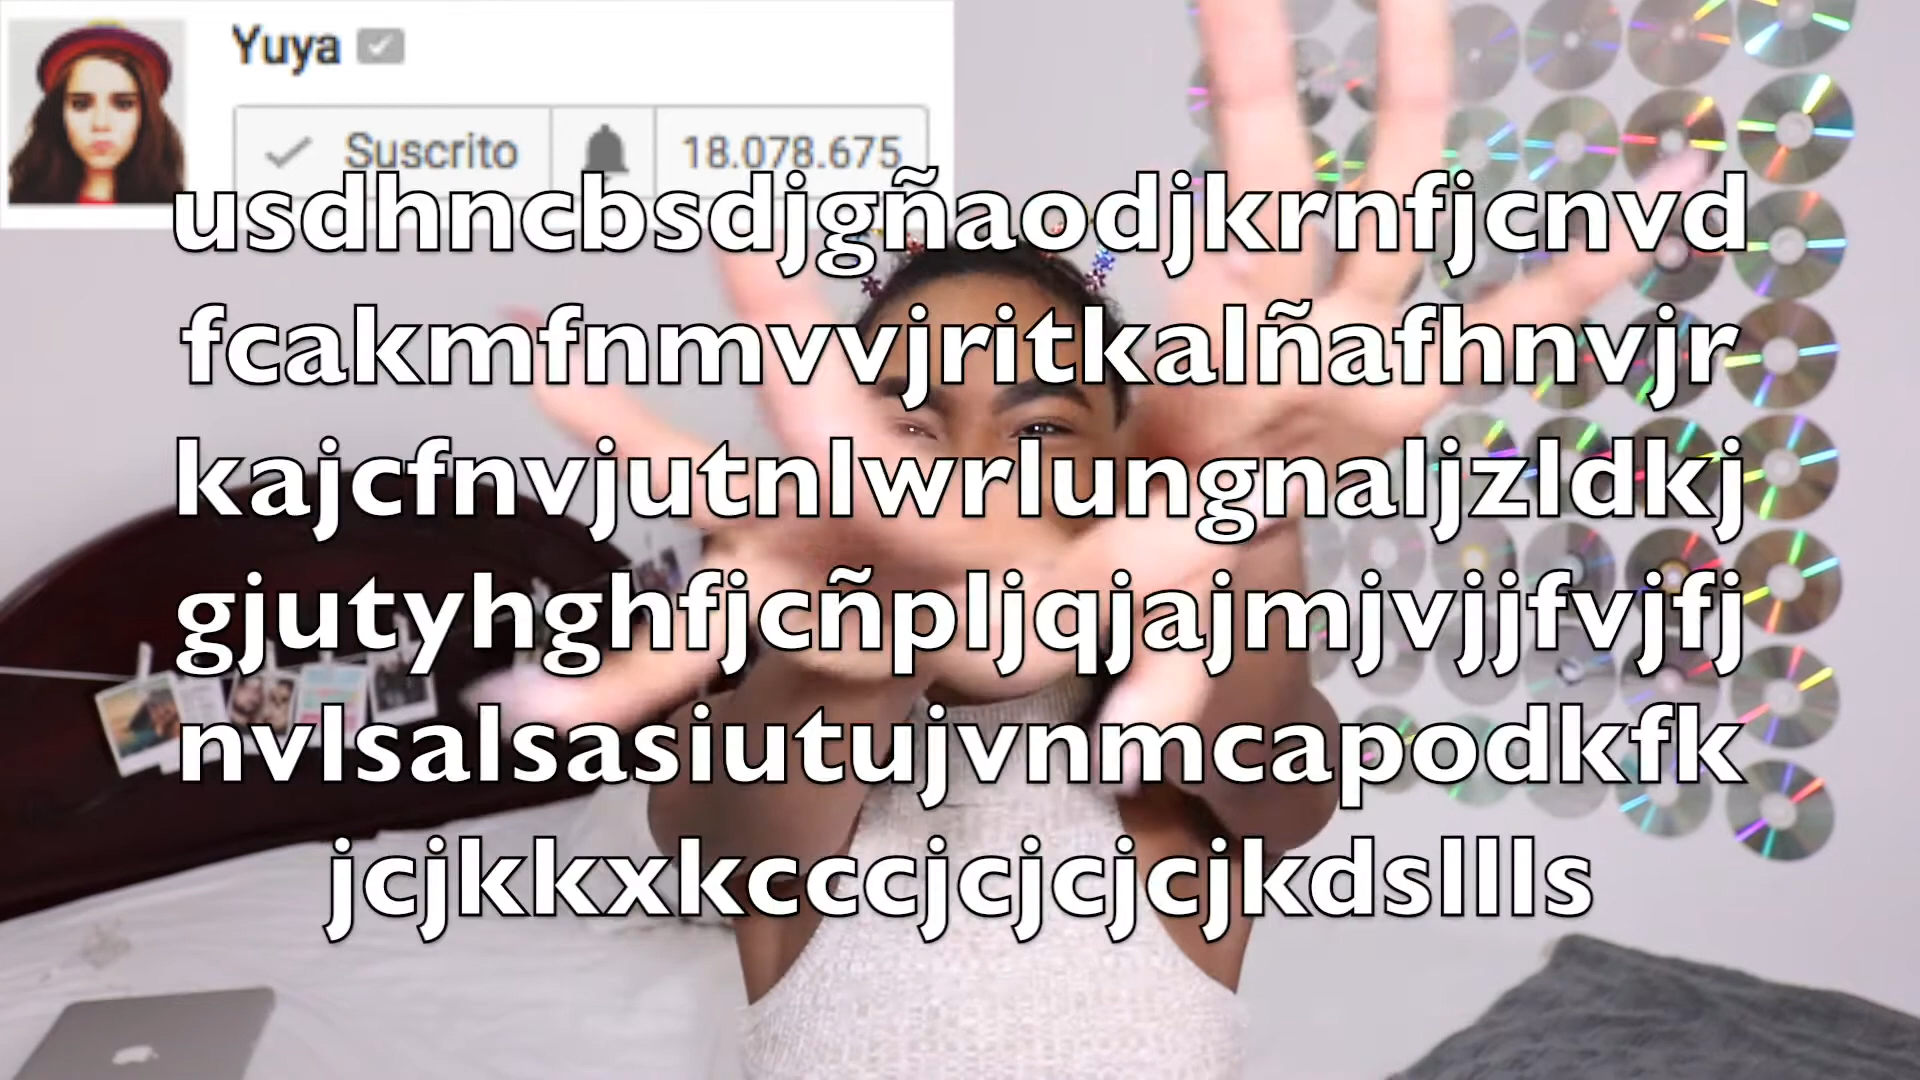 Yuya
Suscrito
18.078.675
usdhncbsdjgñaodjkrnfjcnvd
fcakmfnmvvjritkalñafhnvjr
kajcfnvjutnlwrlungnaljzldkj
gjutyhghfjcñpljqjajmjvjjfvjfj
nvlsalsasiutujvnmcapodkfk
jcjkkxkcccjcjcjcjkdsllls